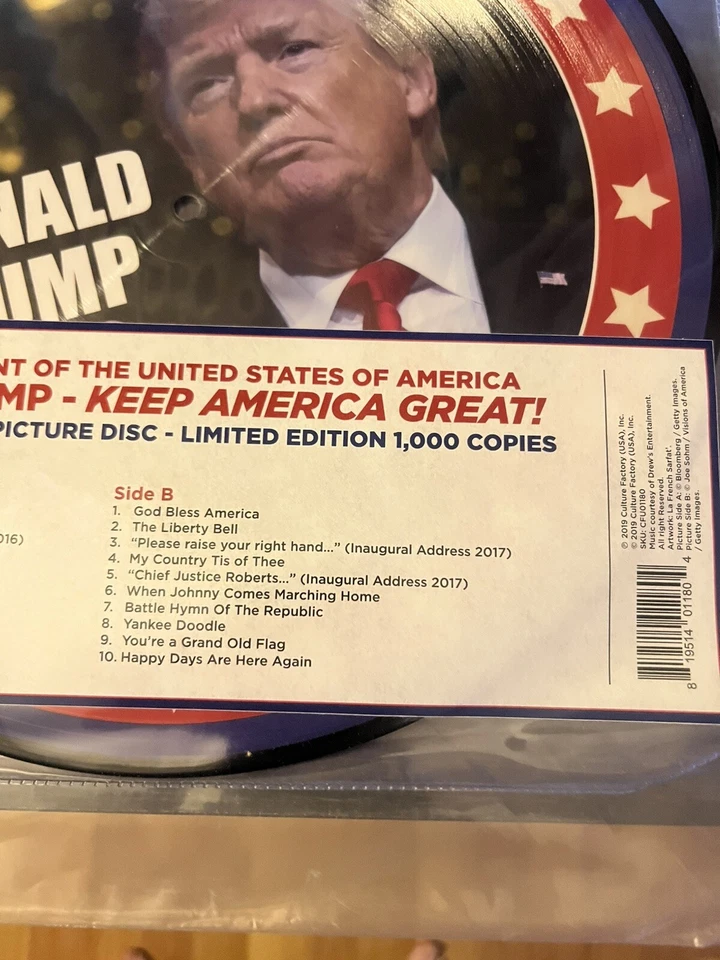 NALD
UMP
NT OF THE UNITED STATES OF AMERICA
MP - KEEP AMERICA GREAT!
PICTURE DISC - LIMITED EDITION 1,000 COPIES
016)
Side B
1. God Bless America
2. The Liberty Bell
3. “Please raise your right hand...” (Inaugural Address 2017)
4. My Country Tis of Thee
5. “Chief Justice Roberts...” (Inaugural Address 2017)
6. When Johnny Comes Marching Home
7. Battle Hymn Of The Republic
8. Yankee Doodle
9. You're a Grand Old Flag
10. Happy Days Are Here Again
℗ 2019 Culture Factory (USA), Inc.
© 2019 Culture Factory (USA), Inc.
SKU: CFU01180
Music courtesy of Drew's Entertainment.
All right Reserved.
Artwork: La French Sarfat'.
Picture Side A: © Bloomberg / Getty Images.
Picture Side B: © Joe Sohm / Visions of America
/ Getty Images.
8 19514 01180 4